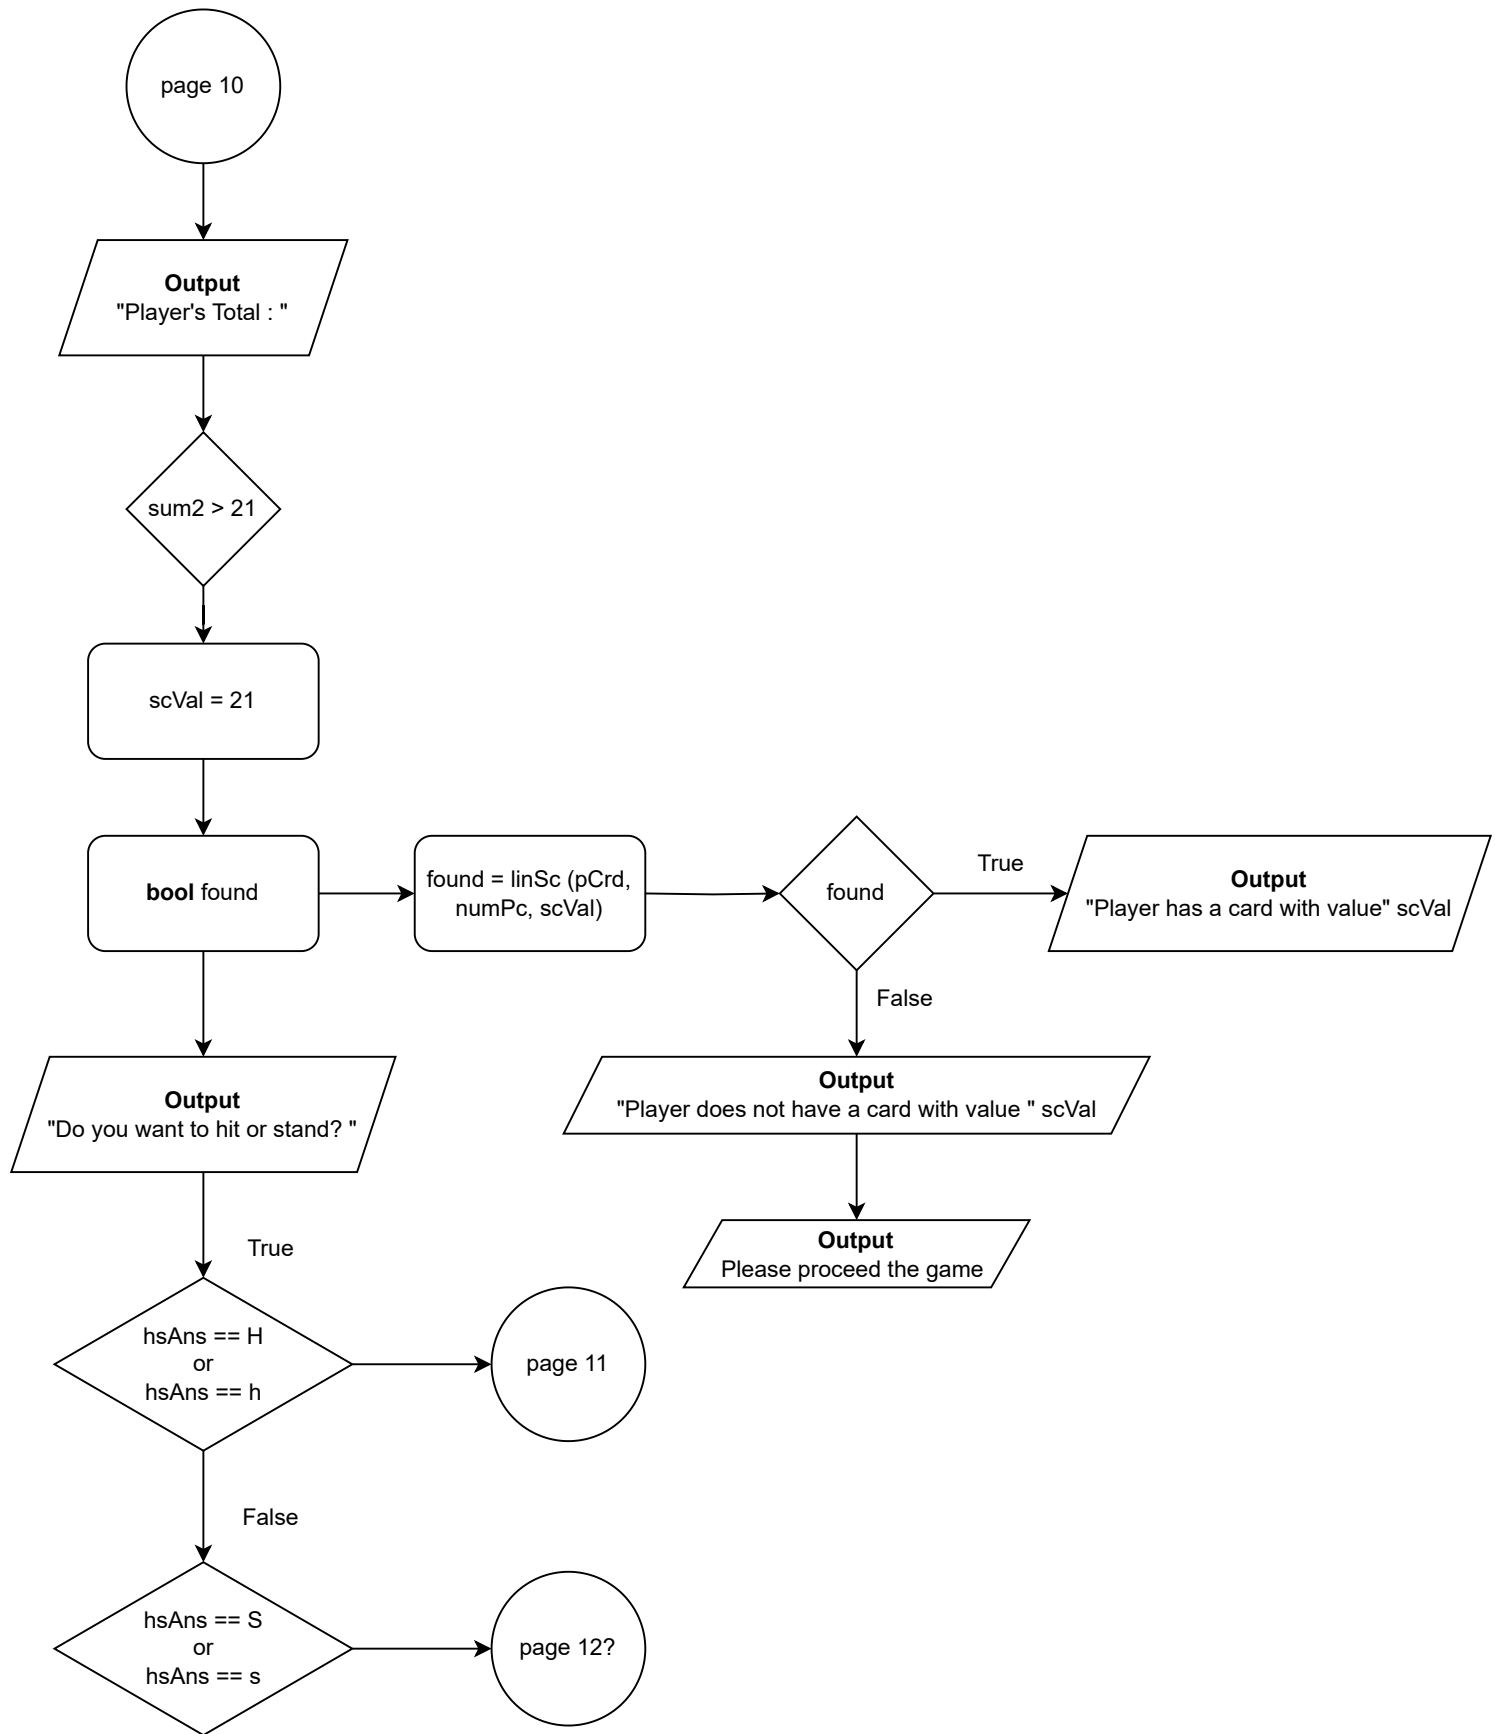 page 10
Output
"Player's Total : "
sum2 > 21
scVal = 21
bool found
found = linSc (pCrd,
numPc, scVal)
found
True
Output
"Player has a card with value" scVal
False
Output
"Player does not have a card with value " scVal
Output
Please proceed the game
Output
"Do you want to hit or stand? "
True
hsAns == H
or
hsAns == h
page 11
False
hsAns == S
or
hsAns == s
page 12?